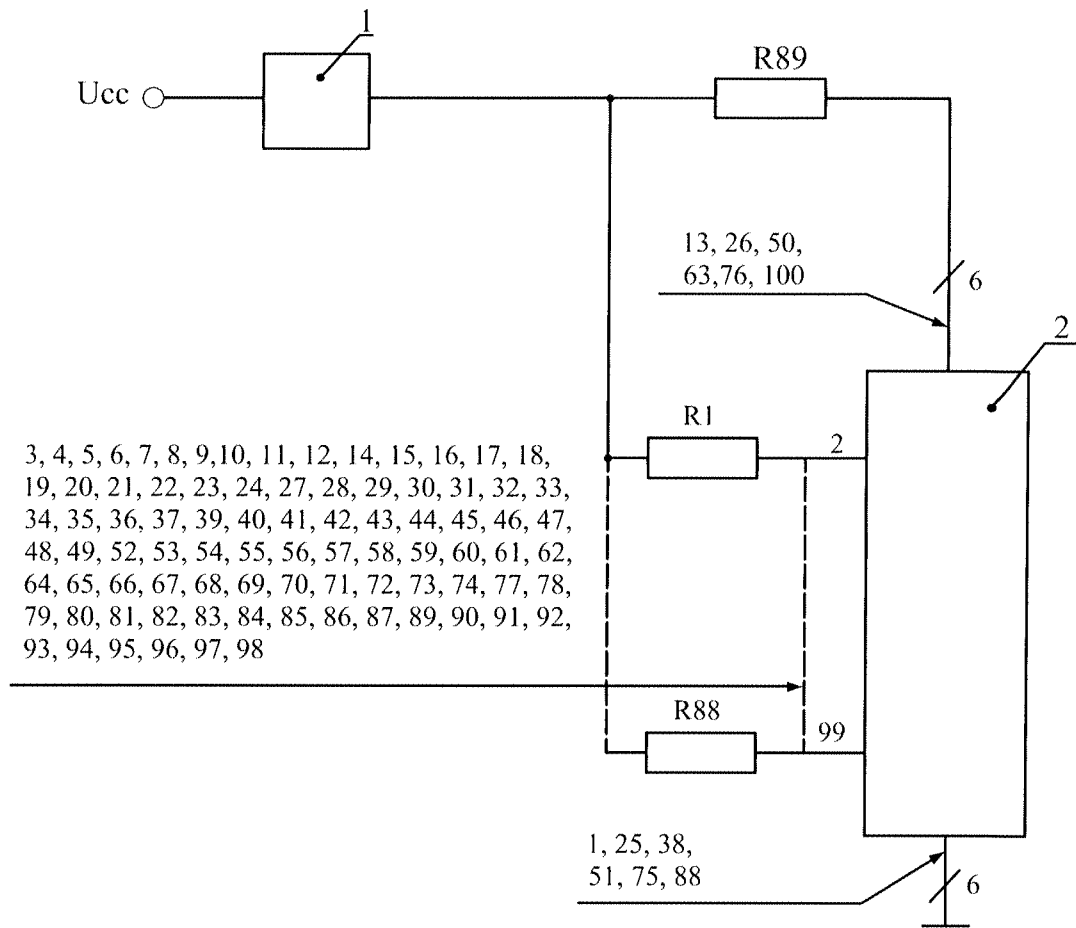 1
R89
Ucc
13, 26, 50,
63,76, 100
6
2
R1
2
3, 4, 5, 6, 7, 8, 9,10, 11, 12, 14, 15, 16, 17, 18,
19, 20, 21, 22, 23, 24, 27, 28, 29, 30, 31, 32, 33,
34, 35, 36, 37, 39, 40, 41, 42, 43, 44, 45, 46, 47,
48, 49, 52, 53, 54, 55, 56, 57, 58, 59, 60, 61, 62,
64, 65, 66, 67, 68, 69, 70, 71, 72, 73, 74, 77, 78,
79, 80, 81, 82, 83, 84, 85, 86, 87, 89, 90, 91, 92,
93, 94, 95, 96, 97, 98
R88
99
1, 25, 38,
51, 75, 88
6